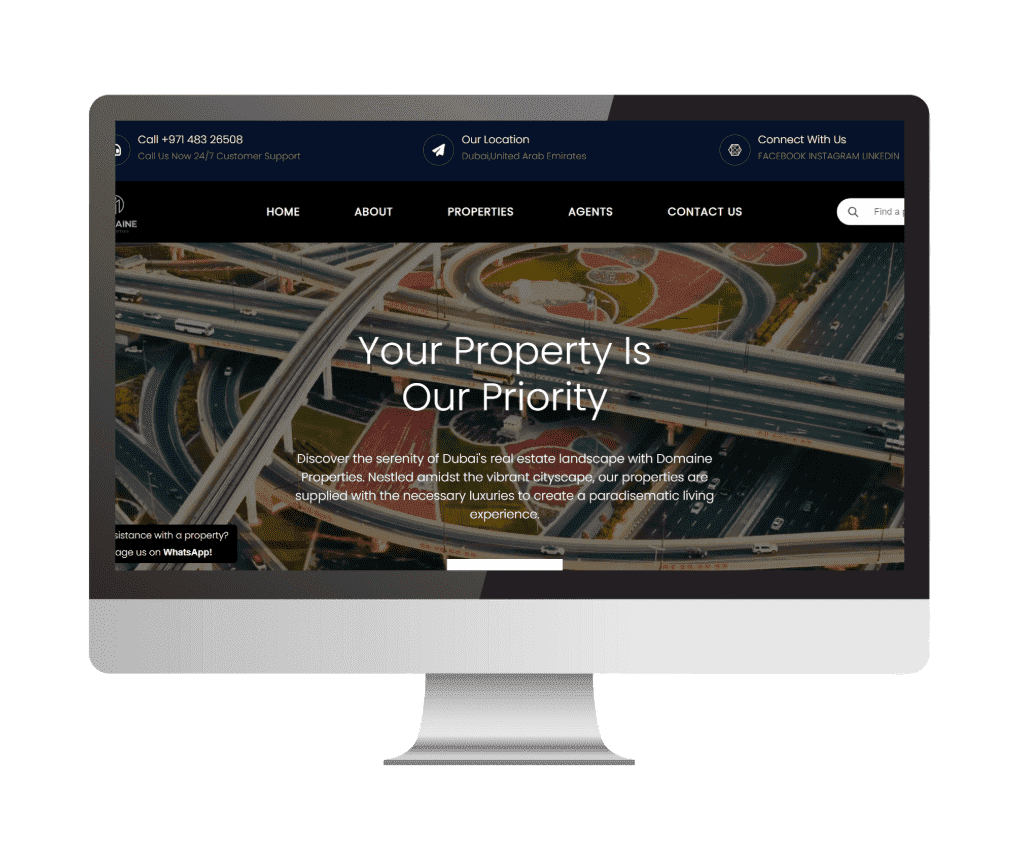 Call +971 483 26508
Call Us Now 24/7 Customer Support
Our Location
Dubai,United Arab Emirates
Connect With Us
FACEBOOK INSTAGRAM LINKEDIN
AINE
HOME ABOUT PROPERTIES AGENTS CONTACT US
Find a p
Your Property Is
Our Priority
Discover the serenity of Dubai's real estate landscape with Domaine
Properties. Nestled amidst the vibrant cityscape, our properties are
supplied with the necessary luxuries to create a paradisematic living
experience.
sistance with a property?
age us on WhatsApp!